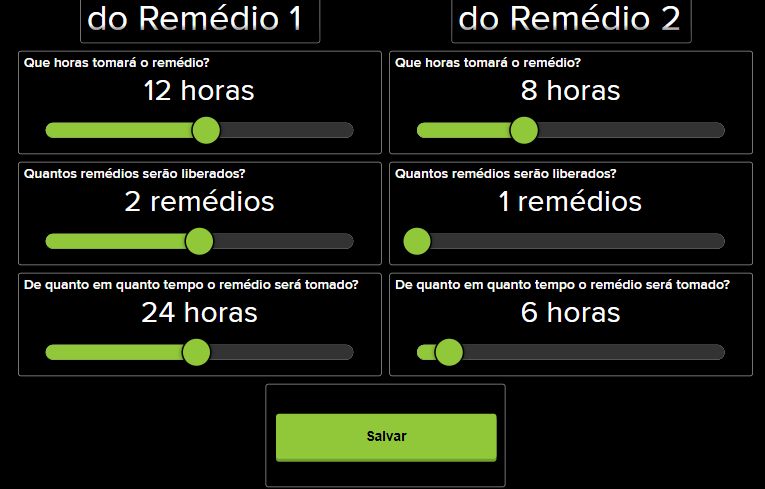 do Remédio 1
do Remédio 2
Que horas tomará o remédio?
12 horas
Quantos remédios serão liberados?
2 remédios
De quanto em quanto tempo o remédio será tomado?
24 horas
Que horas tomará o remédio?
8 horas
Quantos remédios serão liberados?
1 remédios
De quanto em quanto tempo o remédio será tomado?
6 horas
Salvar